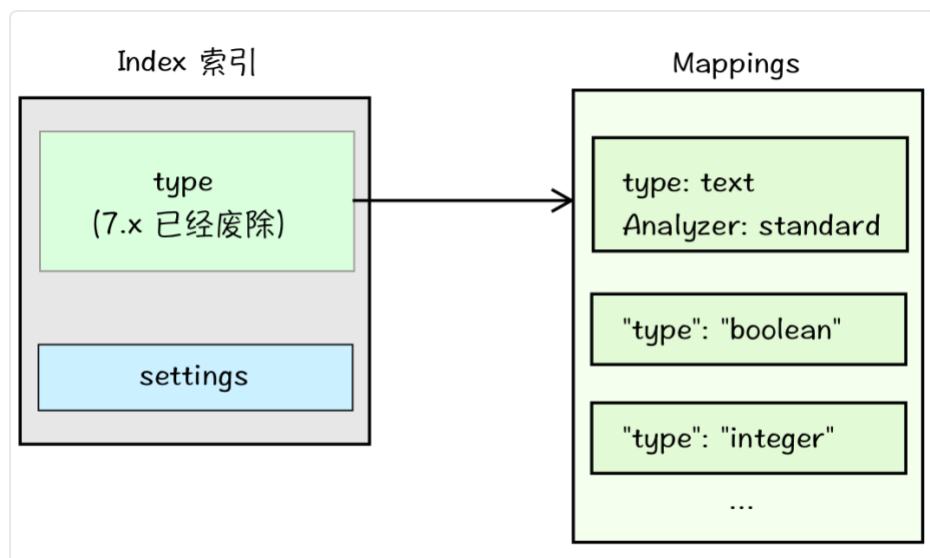 Index 索引
type
(7.x 已经废除)
settings
Mappings
type: text
Analyzer: standard
"type": "boolean"
"type": "integer"
...